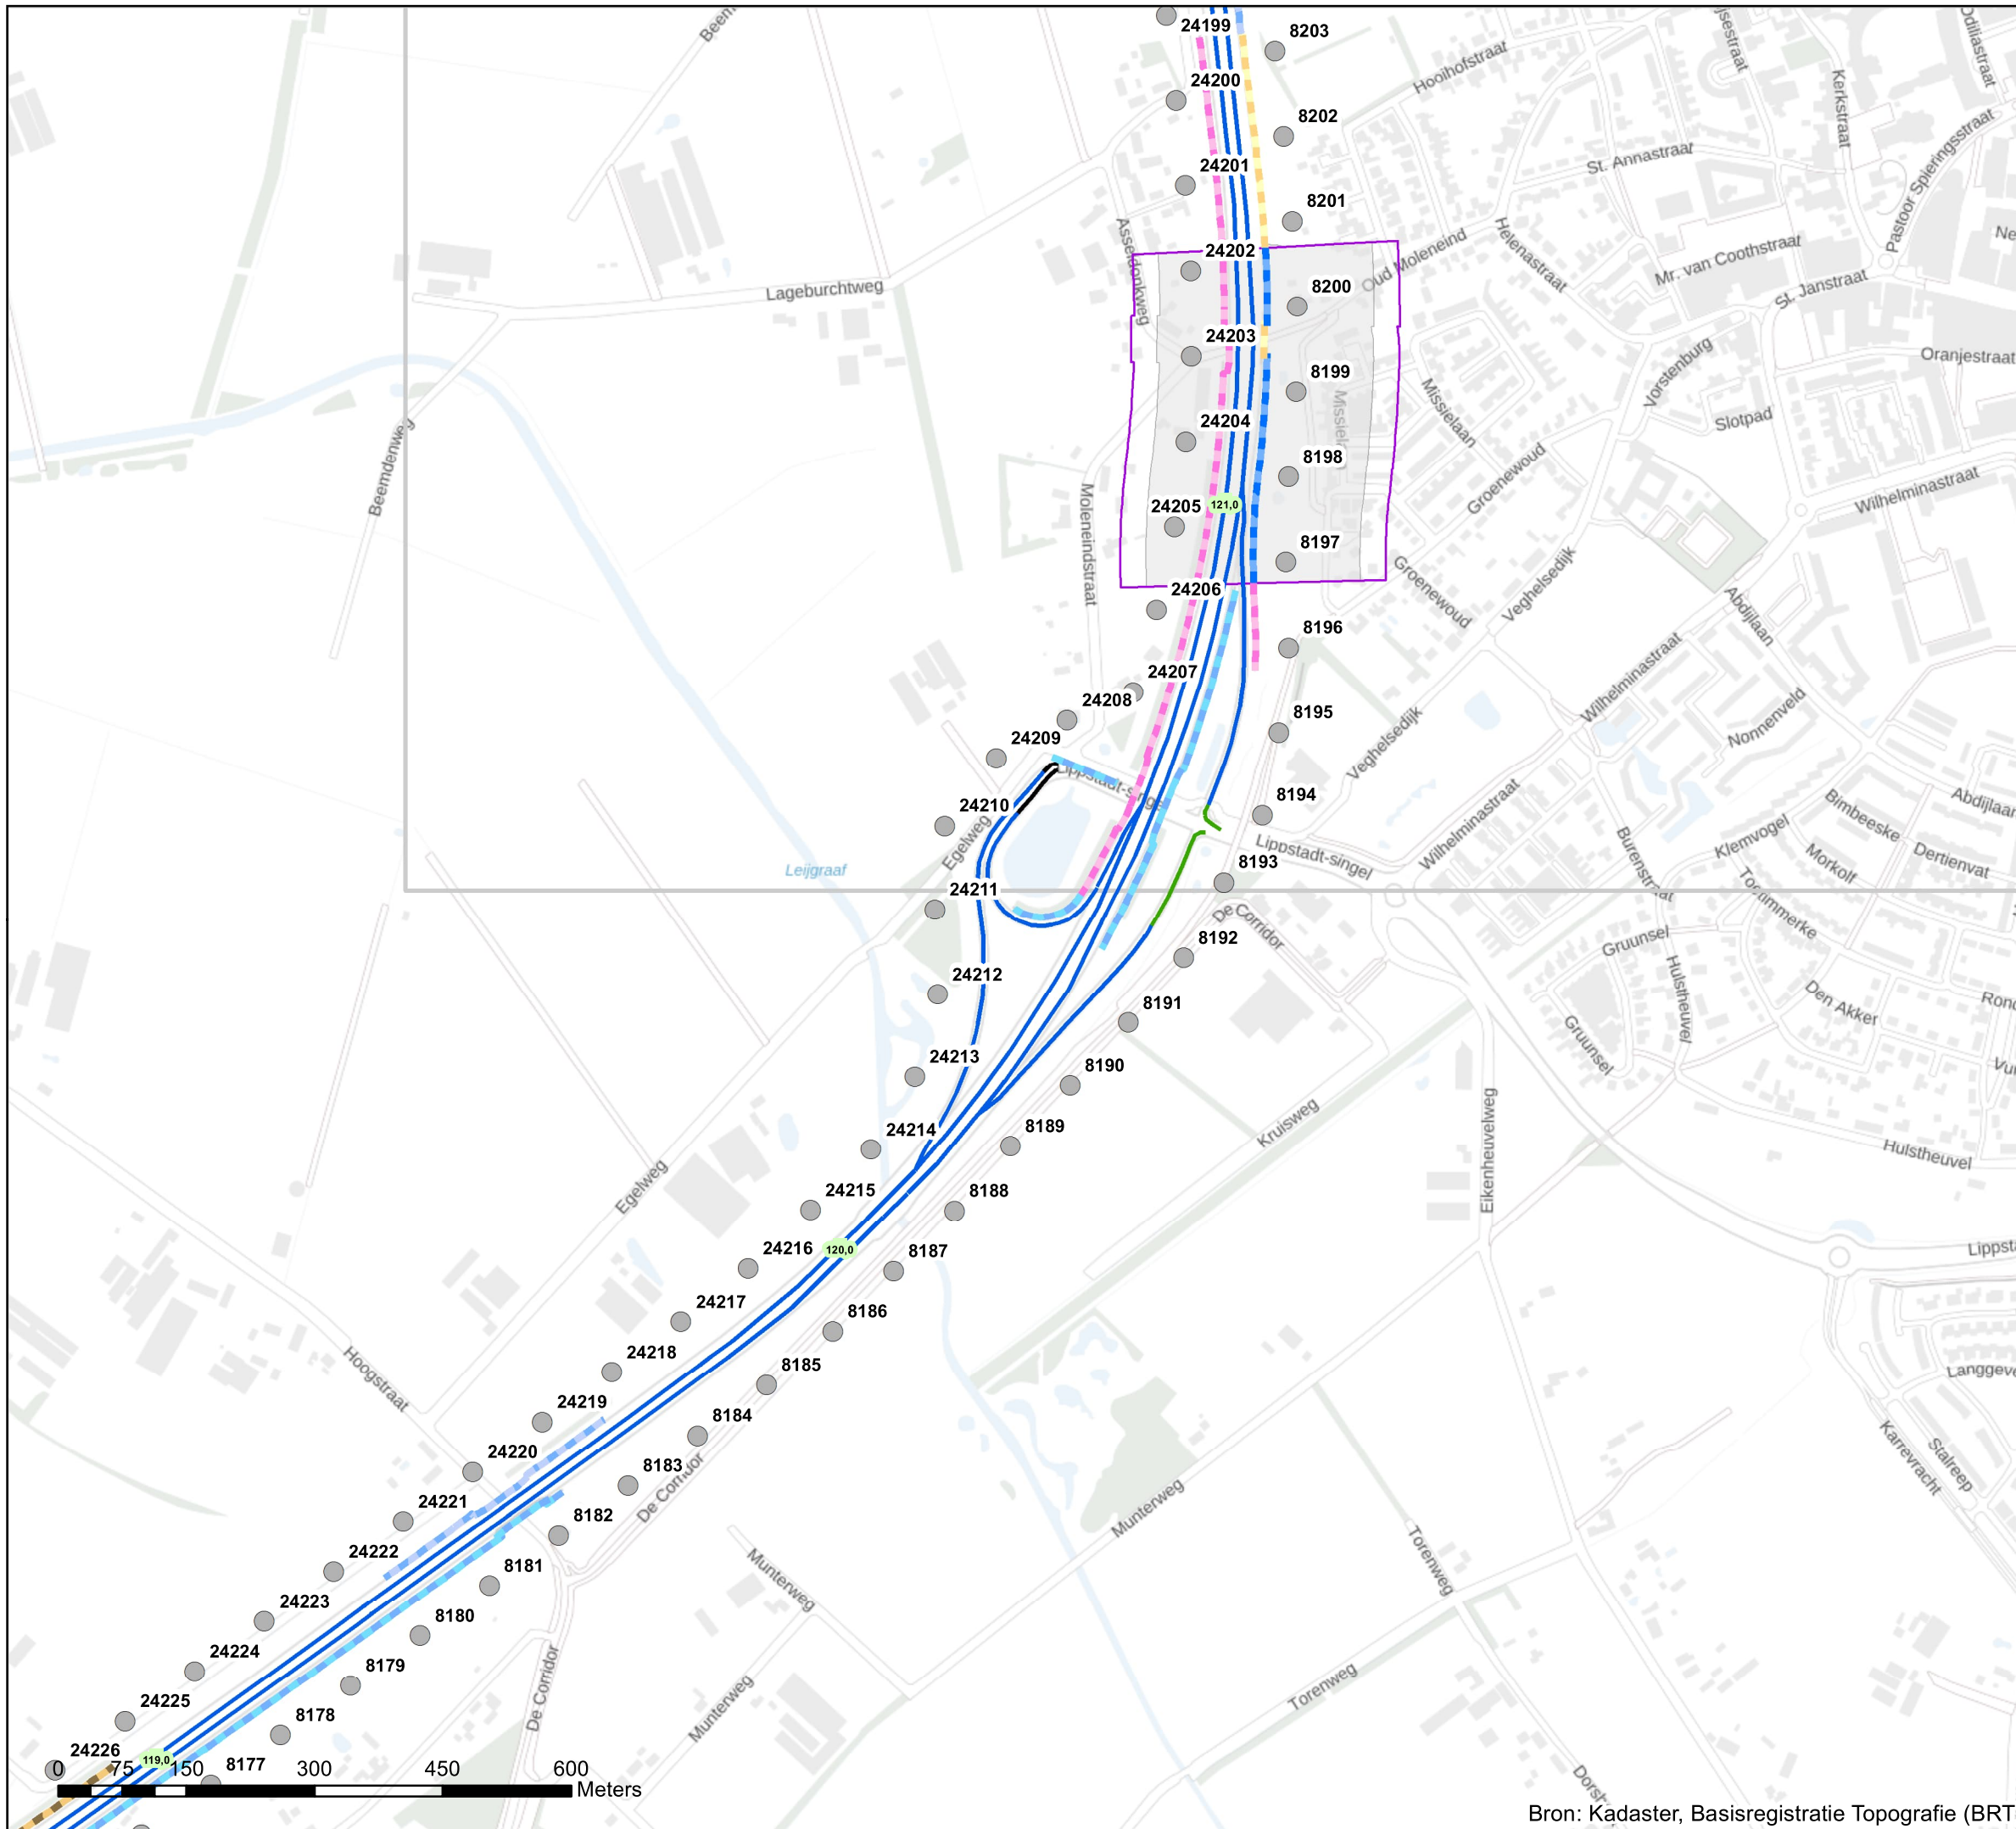 24199
8203
Hooihofstraat
Kerkstraat
24200
8202
Pastoor Spieringsstraat
24201
St. Annastraat
8201
Asseldonkweg
24202
Oud Moleneind
Helenastraat
Mr. van Coothstraat
Lageburchtweg
8200
St. Janstraat
24203
Oranjestraat
8199
Vorstenburg
Missielaan
24204
Slotpad
8198
Beemdenweg
Groenewoud
Wilhelminastraat
24205
121,0
8197
Moleneindstraat
Groenewoud
Veghelsedijk
24206
Abdijlaan
8196
Wilhelminastraat
24207
24208
8195
Nonnenveld
24209
Veghelsedijk
Lippstadt-singel
8194
24210
Egelweg
Wilhelminastraat
Bimbeeske
Abdijlaan
Klemvogel
Lippstadt-singel
Morkolf
Dertienvat
Leijgraaf
8193
Burenstraat
24211
De Corridor
Toommerke
8192
Gruunsel
24212
Hulstheuvel
8191
Den Akker
24213
Gruunsel
8190
Kruisweg
Eikenheuvelweg
24214
8189
Hulstheuvel
Egelweg
24215
8188
24216
120,0
8187
24217
8186
24218
Hoogstraat
8185
24219
8184
24220
8183
De Corridor
Karrevracht
Stalreep
24221
8182
Munterweg
24222
8181
Torenweg
Munterweg
24223
8180
24224
8179
De Corridor
Torenweg
24225
8178
Munterweg
24226
119,0
8177
0 75 150 300 450 600
Meters
Bron: Kadaster, Basisregistratie Topografie (BRT